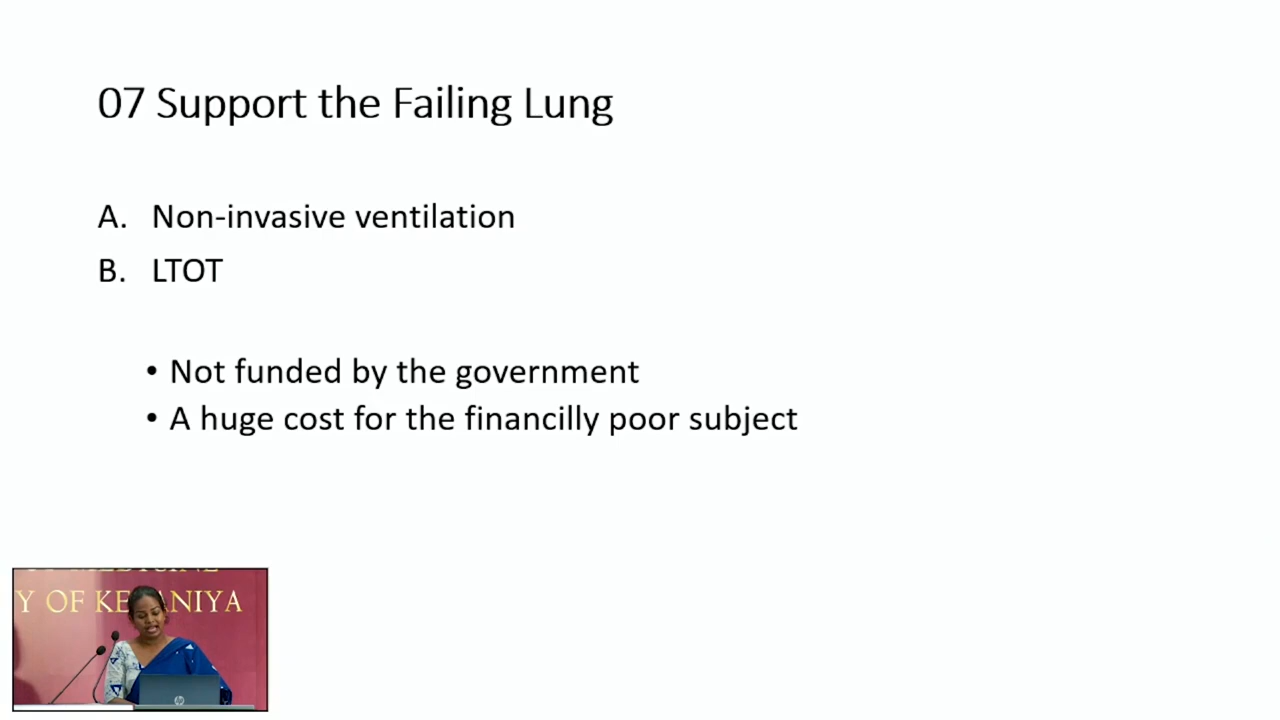 07 Support the Failing Lung
A. Non-invasive ventilation
B. LTOT
• Not funded by the government
• A huge cost for the financilly poor subject
Y OF KE ANIYA
hp